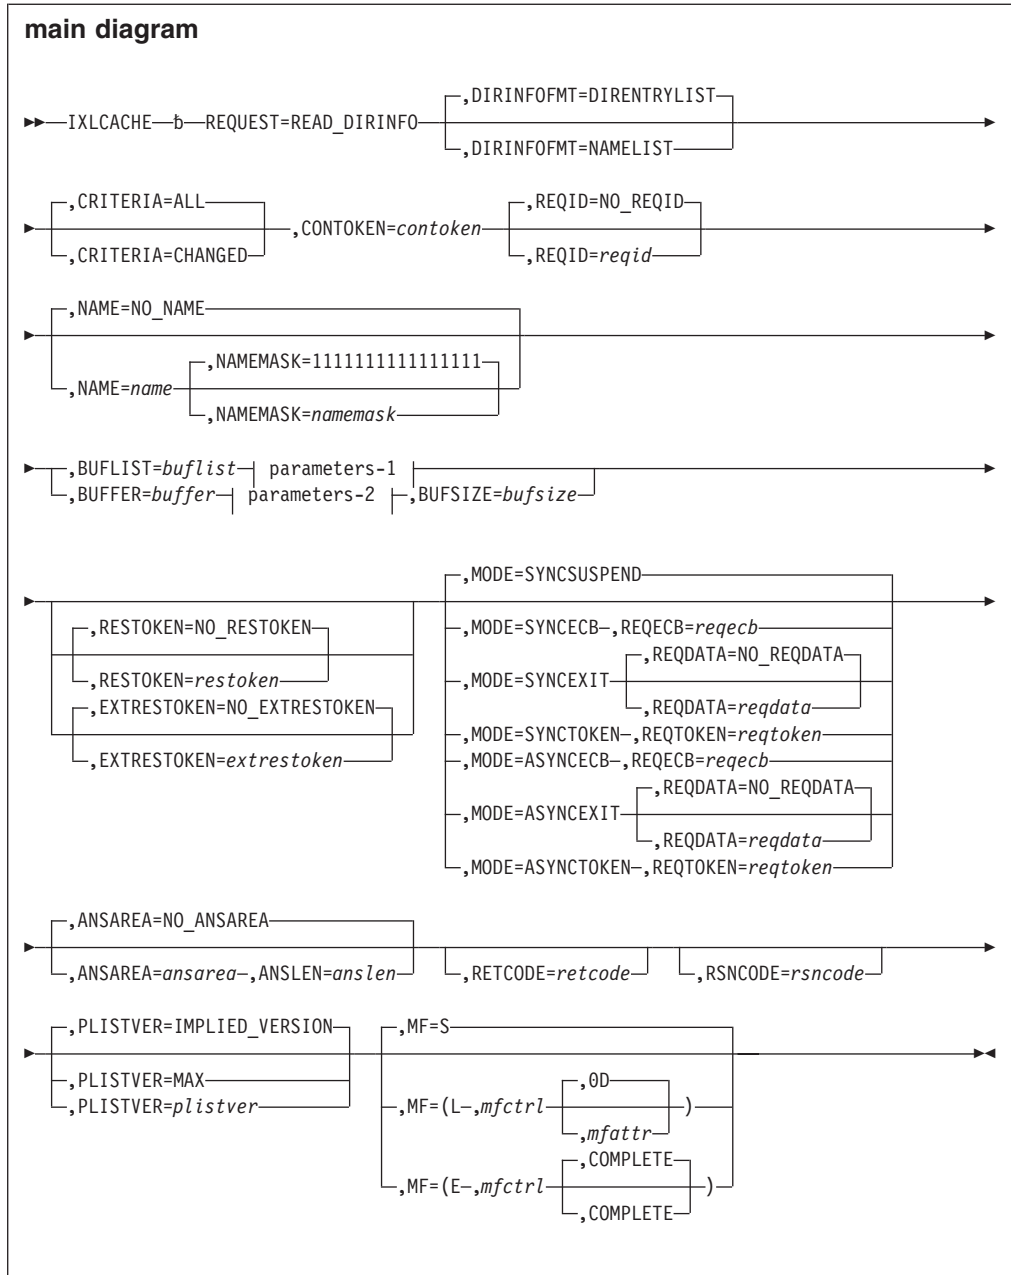 main diagram
,DIRINFOFMT=DIRENTRYLIST
IXLCACHE ƀ REQUEST=READ_DIRINFO
,DIRINFOFMT=NAMELIST
,CRITERIA=ALL ,REQID=NO_REQID
,CONTOKEN=contoken
,CRITERIA=CHANGED ,REQID=reqid
,NAME=NO_NAME
,NAMEMASK=1111111111111111
,NAME=name
,NAMEMASK=namemask
,BUFLIST=buflist parameters-1
,BUFFER=buffer parameters-2 ,BUFSIZE=bufsize
,MODE=SYNCSUSPEND
,RESTOKEN=NO_RESTOKEN ,MODE=SYNCECB ,REQECB=reqecb
,REQDATA=NO_REQDATA
,RESTOKEN=restoken ,MODE=SYNCEXIT
,EXTRESTOKEN=NO_EXTRESTOKEN ,REQDATA=reqdata
,MODE=SYNCTOKEN ,REQTOKEN=reqtoken
,EXTRESTOKEN=extrestoken ,MODE=ASYNCECB ,REQECB=reqecb
,REQDATA=NO_REQDATA
,MODE=ASYNCEXIT
,REQDATA=reqdata
,MODE=ASYNCTOKEN ,REQTOKEN=reqtoken
,ANSAREA=NO_ANSAREA
,ANSAREA=ansarea ,ANSLEN=anslen ,RETCODE=retcode ,RSNCODE=rsncode
,PLISTVER=IMPLIED_VERSION ,MF=S
,PLISTVER=MAX ,0D
,PLISTVER=plistver ,MF=(L ,mfctrl )
,mfattr
,COMPLETE
,MF=(E ,mfctrl )
,COMPLETE